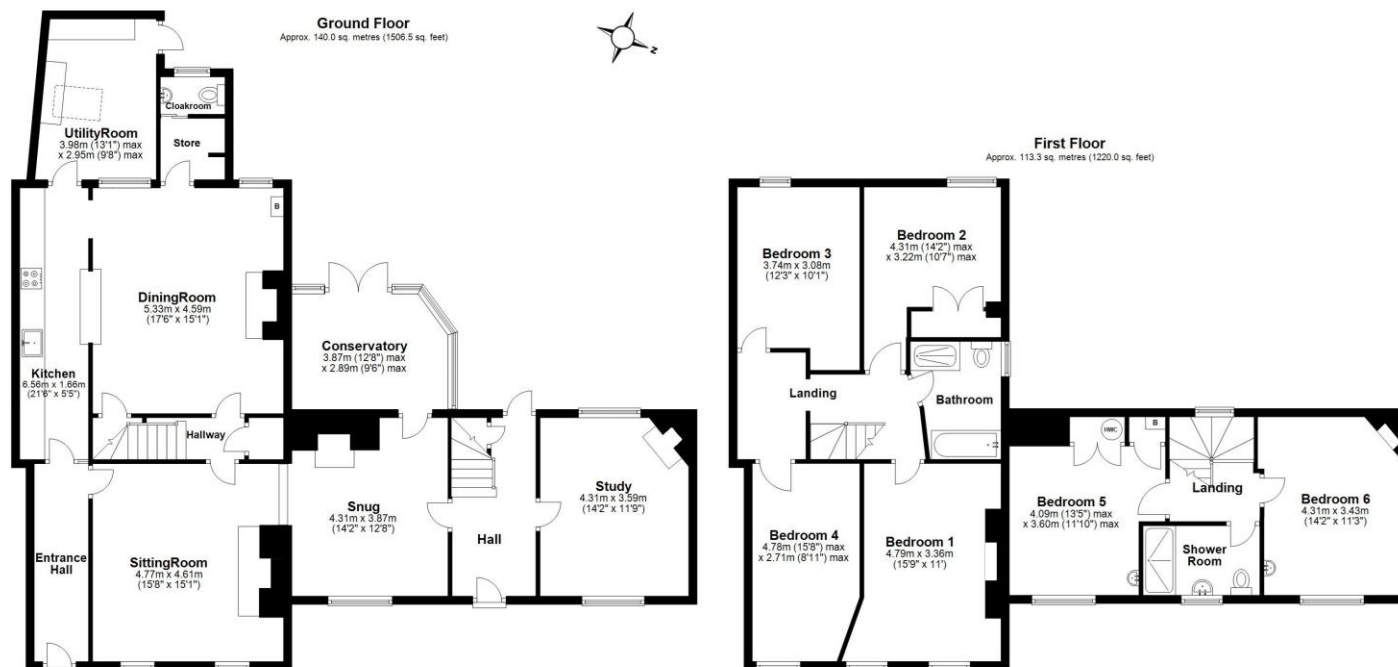 Ground Floor
Approx. 140.0 sq. metres (1506.5 sq. feet)
N
Cloakroom
UtilityRoom
3.98m (13'1") max
x 2.95m (9'8") max
Store
B
DiningRoom
5.33m x 4.59m
(17'6" x 15'1")
Conservatory
3.87m (12'8") max
x 2.89m (9'6") max
Kitchen
6.56m x 1.66m
(21'6" x 5'5")
Hallway
Snug
4.31m x 3.87m
(14'2" x 12'8")
Study
4.31m x 3.59m
(14'2" x 11'9")
Hall
Entrance
Hall
SittingRoom
4.77m x 4.61m
(15'8" x 15'1")
First Floor
Approx. 113.3 sq. metres (1220.0 sq. feet)
Bedroom 3
3.74m x 3.08m
(12'3" x 10'1")
Bedroom 2
4.31m (14'2") max
x 3.22m (10'7") max
Landing
Bathroom
HWC
B
Bedroom 5
4.09m (13'5") max
x 3.60m (11'10") max
Landing
Bedroom 6
4.31m x 3.43m
(14'2" x 11'3")
Bedroom 4
4.78m (15'8") max
x 2.71m (8'11") max
Bedroom 1
4.79m x 3.36m
(15'9" x 11')
Shower
Room